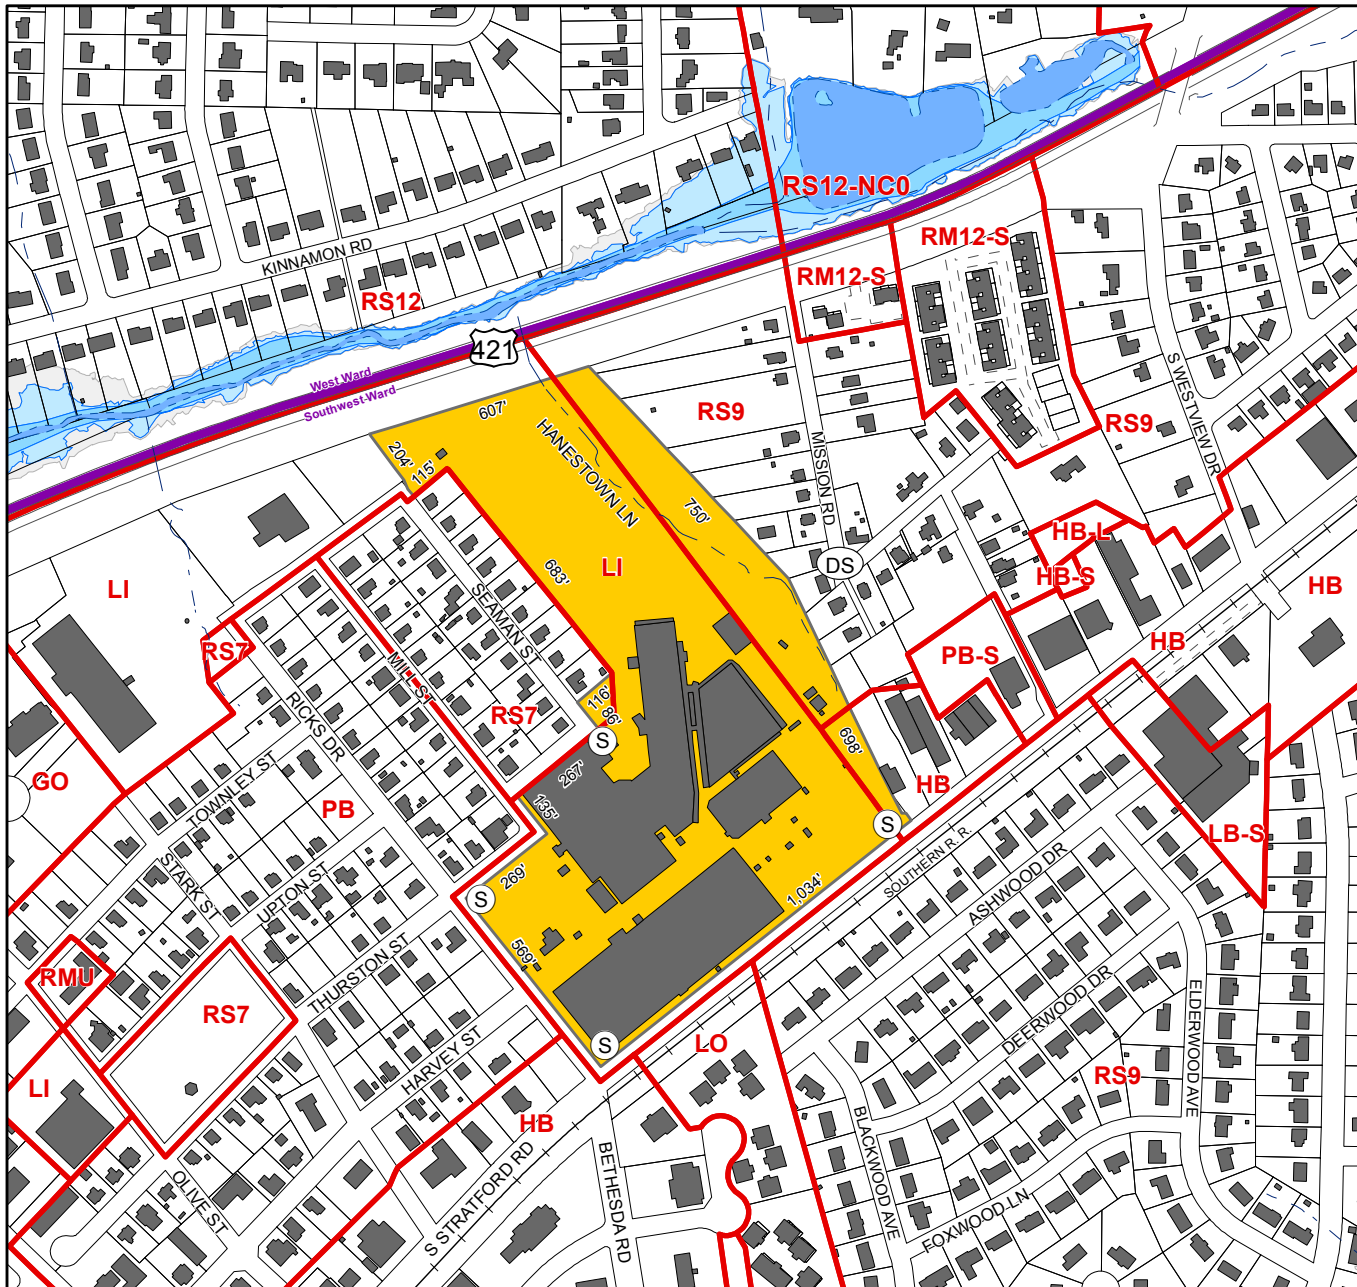 RS12-NC0
RM12-S
KINNAMON RD
RM12-S
RS12
421
West Ward
Southwest Ward
S WESTVIEW DR
607'
RS9
RS9
HANESTOWN LN
MISSION RD
204'
115'
750'
HB-L
DS
683'
LI
HB-S
HB
LI
SEAMAN ST
RS7
MILL ST
PB-S
HB
116'
86'
RICKS DR
RS7
S
698'
267'
GO
HB
TOWNLEY ST
PB
135'
S
LB-S
SOUTHERN R. R.
STARK ST
UPTON ST
269'
1,034'
ASHWOOD DR
S
569'
THURSTON ST
RMU
RS7
DEERWOOD DR
ELDERWOOD AVE
S
LO
HARVEY ST
RS9
LI
HB
BLACKWOOD AVE
S STRATFORD RD
BETHESDA RD
OLIVE ST
FOXWOOD LN